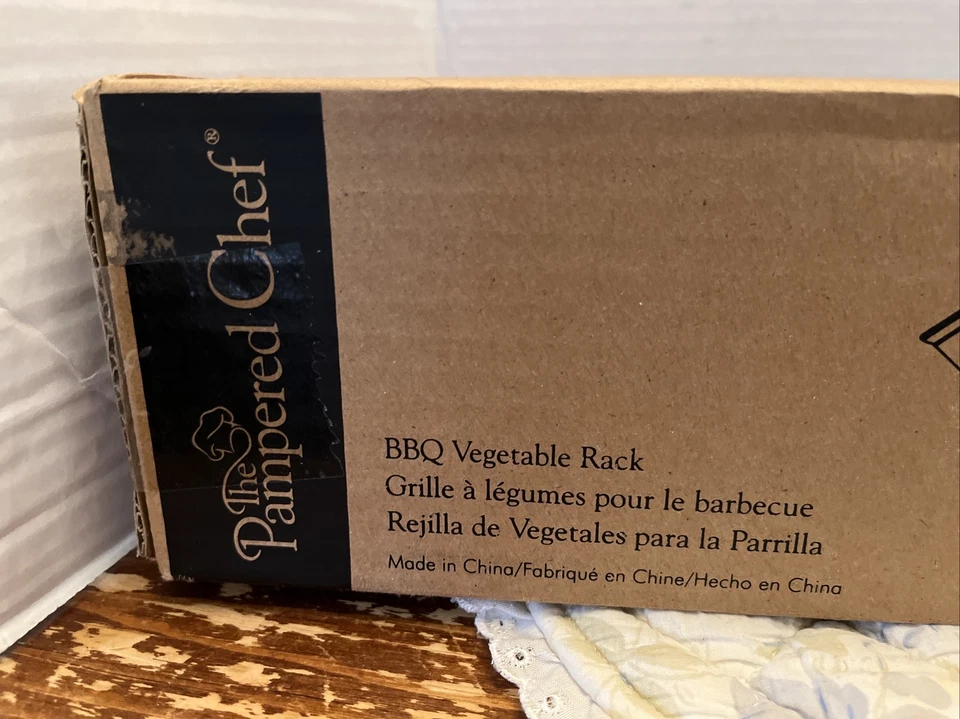 The
Pampered Chef®
BBQ Vegetable Rack
Grille à légumes pour le barbecue
Rejilla de Vegetales para la Parrilla
Made in China/Fabriqué en Chine/Hecho en China